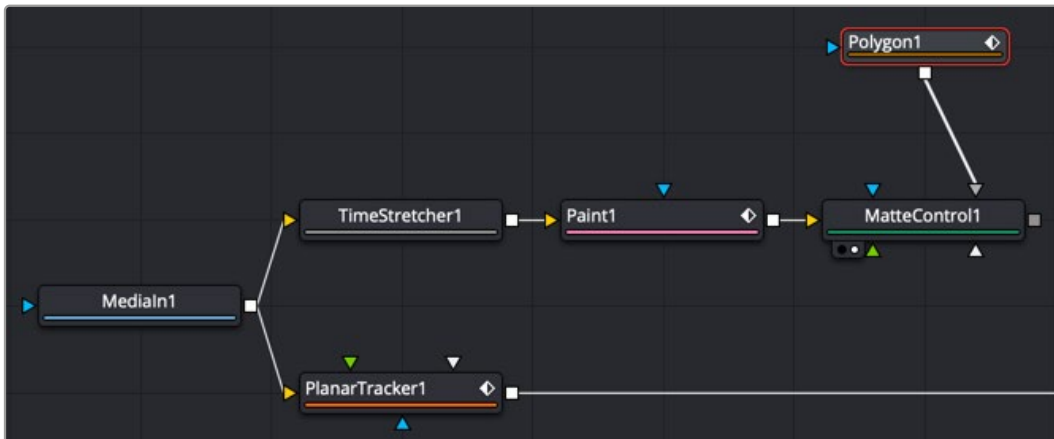 Polygon1
TimeStretcher1
Paint1
MatteControl1
MediaIn1
PlanarTracker1